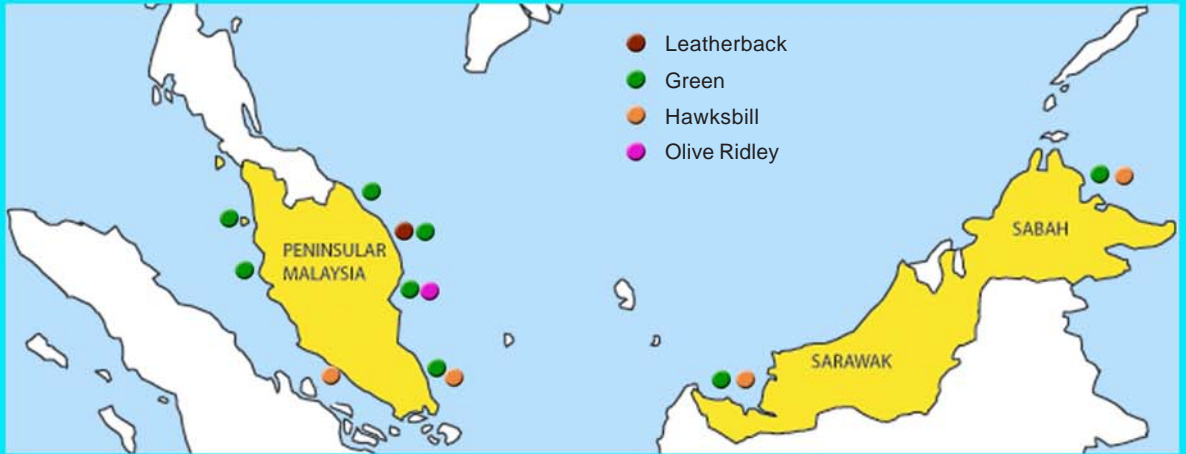 Leatherback
Green
Hawksbill
Olive Ridley
PENINSULAR
MALAYSIA
SABAH
SARAWAK